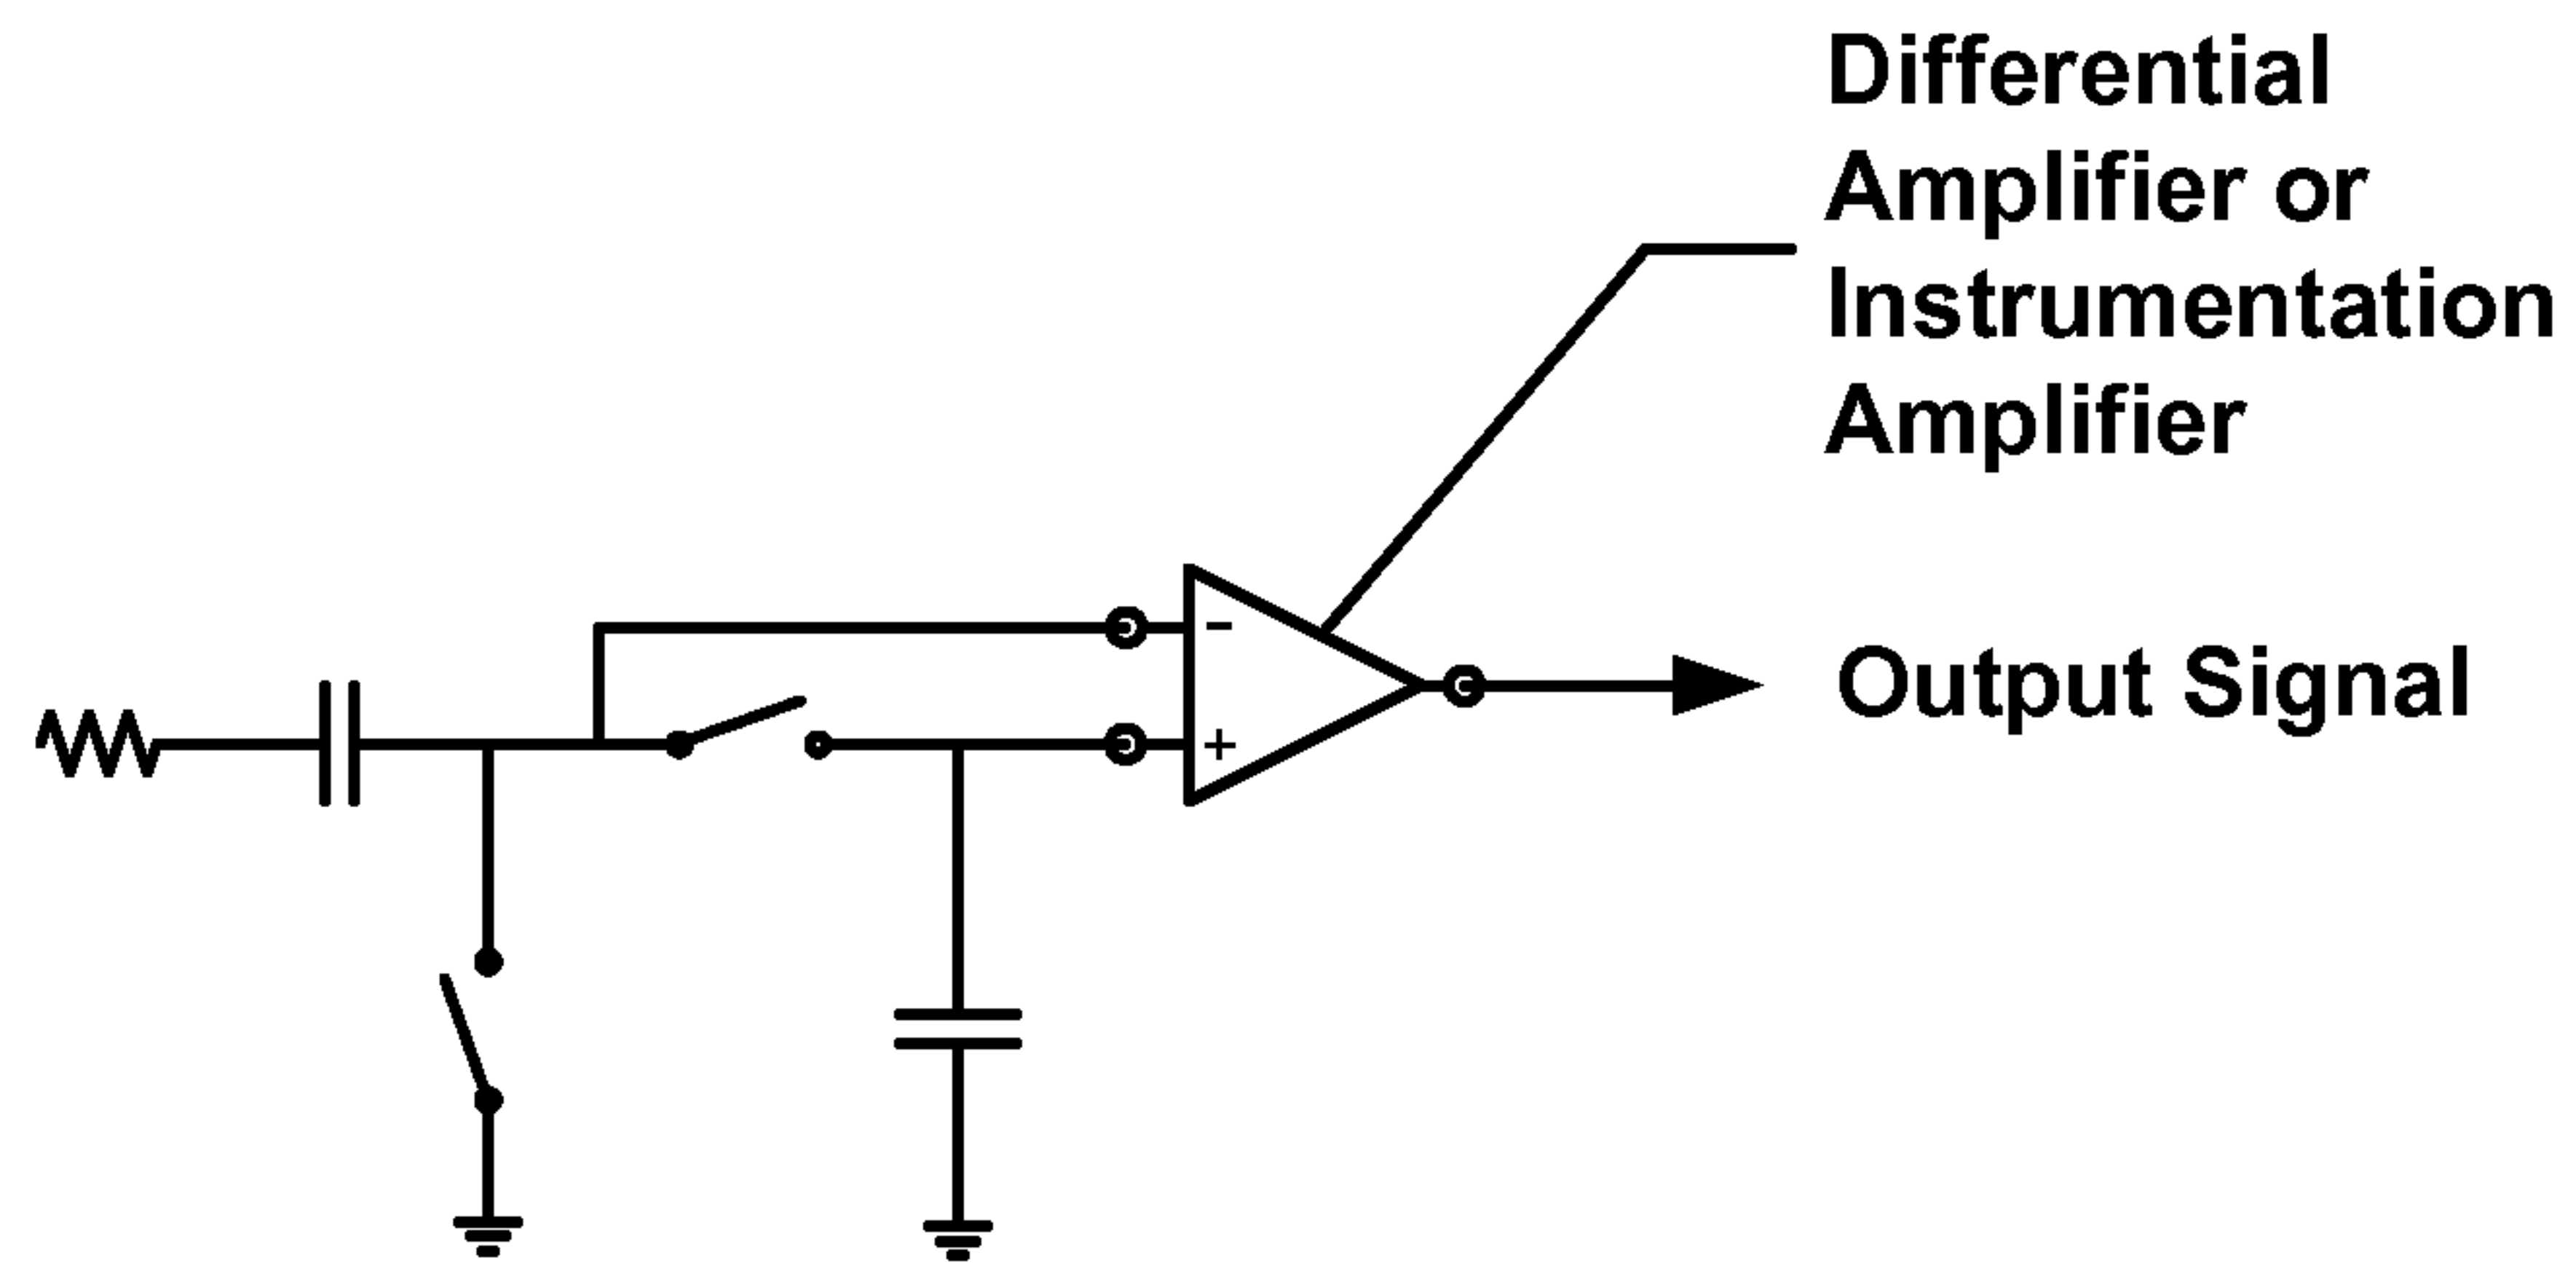 Differential
Amplifier or
Instrumentation
Amplifier
-
+
Output Signal